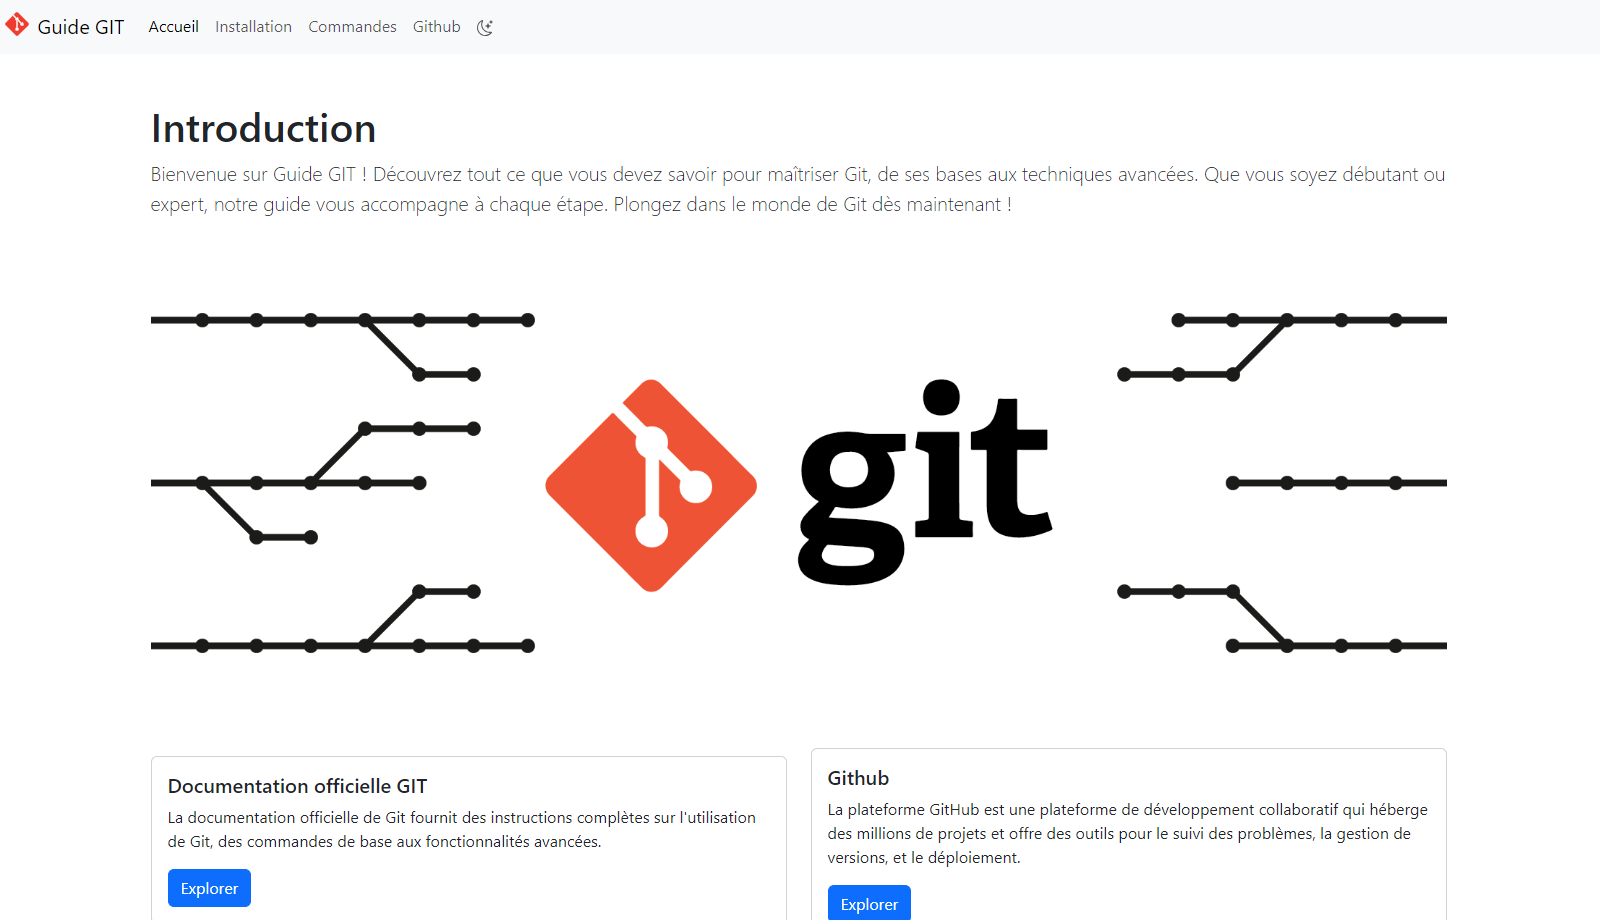 Guide GIT Accueil Installation Commandes Github
Introduction
Bienvenue sur Guide GIT ! Découvrez tout ce que vous devez savoir pour maîtriser Git, de ses bases aux techniques avancées. Que vous soyez débutant ou
expert, notre guide vous accompagne à chaque étape. Plongez dans le monde de Git dès maintenant !
git
Documentation officielle GIT
La documentation officielle de Git fournit des instructions complètes sur l'utilisation
de Git, des commandes de base aux fonctionnalités avancées.
Explorer
Github
La plateforme GitHub est une plateforme de développement collaboratif qui héberge
des millions de projets et offre des outils pour le suivi des problèmes, la gestion de
versions, et le déploiement.
Explorer